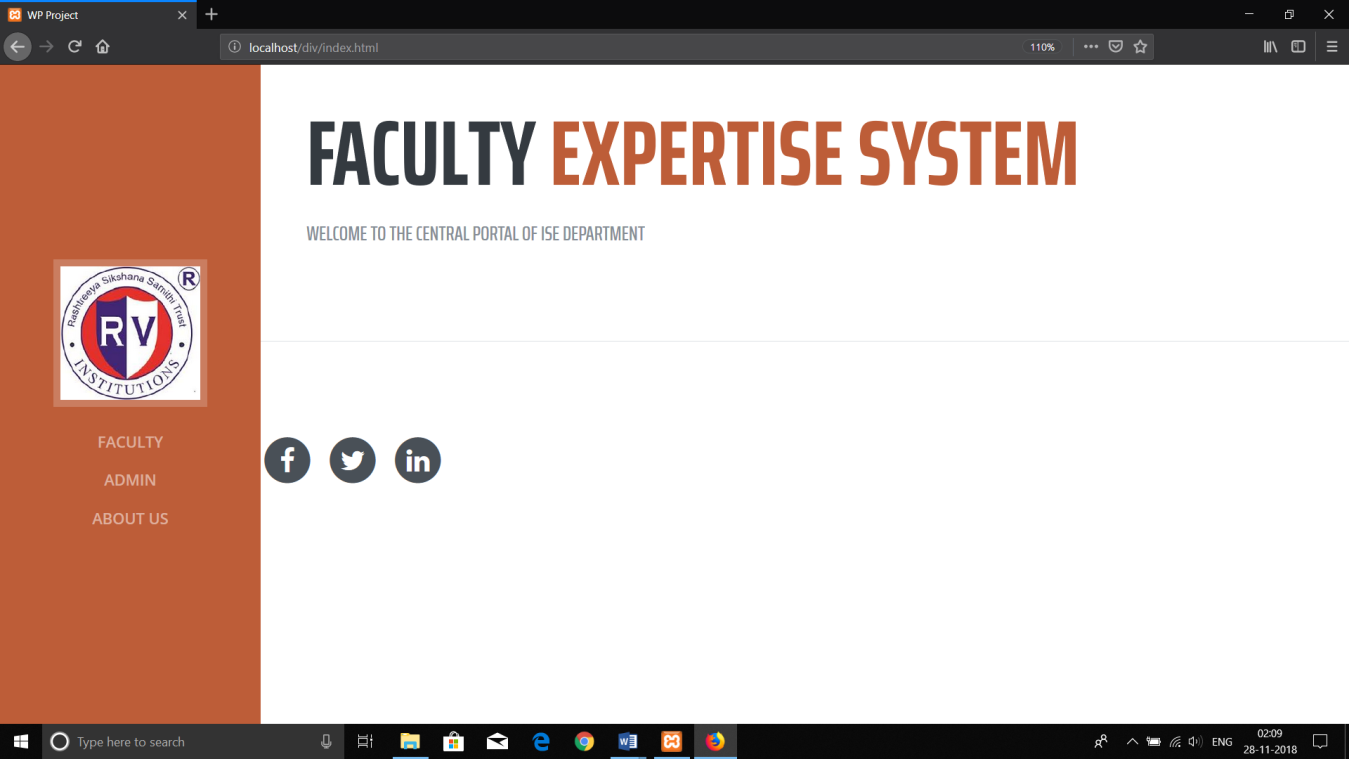 WP Project
localhost/div/index.html
110%
FACULTY EXPERTISE SYSTEM
WELCOME TO THE CENTRAL PORTAL OF ISE DEPARTMENT
Rashtreeya Sikshana Samithi Trust
R
RV
INSTITUTIONS
FACULTY
ADMIN
ABOUT US
f
in
Type here to search
ENG
02:09
28-11-2018